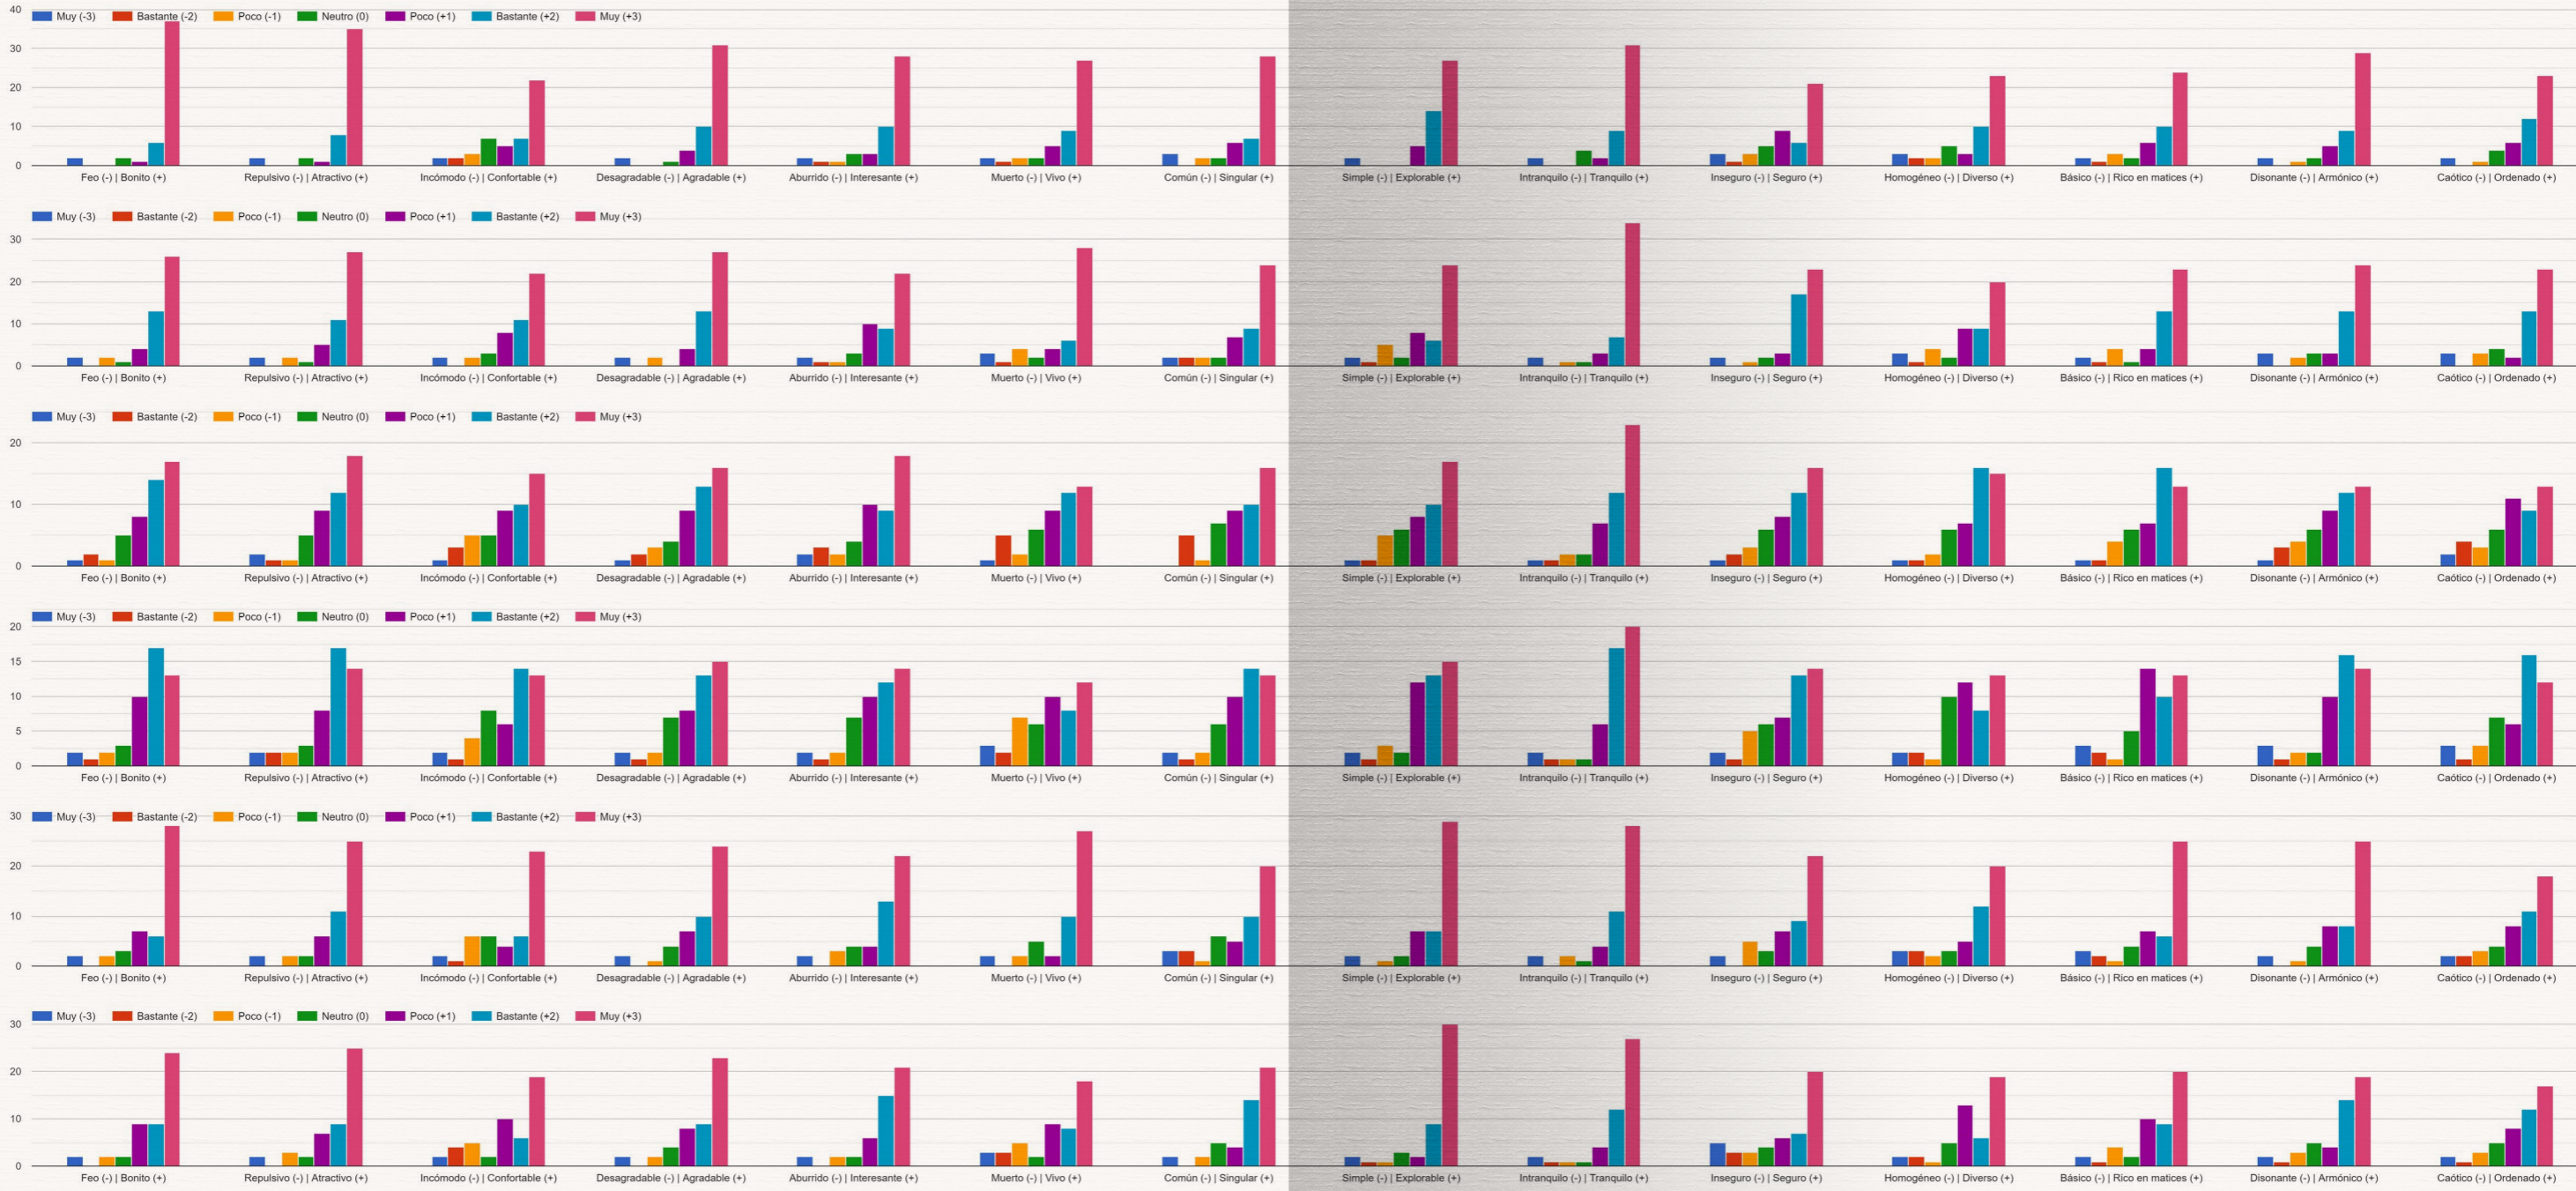 40
Muy (-3) Bastante (-2) Poco (-1) Neutro (0) Poco (+1) Bastante (+2) Muy (+3)
30
20
10
0
Feo (-) | Bonito (+) Repulsivo (-) | Atractivo (+) Incómodo (-) | Confortable (+) Desagradable (-) | Agradable (+) Aburrido (-) | Interesante (+) Muerto (-) | Vivo (+) Común (-) | Singular (+) Simple (-) | Explorable (+) Intranquilo (-) | Tranquilo (+) Inseguro (-) | Seguro (+) Homogéneo (-) | Diverso (+) Básico (-) | Rico en matices (+) Disonante (-) | Armónico (+) Caótico (-) | Ordenado (+)
Muy (-3) Bastante (-2) Poco (-1) Neutro (0) Poco (+1) Bastante (+2) Muy (+3)
30
20
10
0
Feo (-) | Bonito (+) Repulsivo (-) | Atractivo (+) Incómodo (-) | Confortable (+) Desagradable (-) | Agradable (+) Aburrido (-) | Interesante (+) Muerto (-) | Vivo (+) Común (-) | Singular (+) Simple (-) | Explorable (+) Intranquilo (-) | Tranquilo (+) Inseguro (-) | Seguro (+) Homogéneo (-) | Diverso (+) Básico (-) | Rico en matices (+) Disonante (-) | Armónico (+) Caótico (-) | Ordenado (+)
Muy (-3) Bastante (-2) Poco (-1) Neutro (0) Poco (+1) Bastante (+2) Muy (+3)
20
10
0
Feo (-) | Bonito (+) Repulsivo (-) | Atractivo (+) Incómodo (-) | Confortable (+) Desagradable (-) | Agradable (+) Aburrido (-) | Interesante (+) Muerto (-) | Vivo (+) Común (-) | Singular (+) Simple (-) | Explorable (+) Intranquilo (-) | Tranquilo (+) Inseguro (-) | Seguro (+) Homogéneo (-) | Diverso (+) Básico (-) | Rico en matices (+) Disonante (-) | Armónico (+) Caótico (-) | Ordenado (+)
Muy (-3) Bastante (-2) Poco (-1) Neutro (0) Poco (+1) Bastante (+2) Muy (+3)
20
15
10
5
0
Feo (-) | Bonito (+) Repulsivo (-) | Atractivo (+) Incómodo (-) | Confortable (+) Desagradable (-) | Agradable (+) Aburrido (-) | Interesante (+) Muerto (-) | Vivo (+) Común (-) | Singular (+) Simple (-) | Explorable (+) Intranquilo (-) | Tranquilo (+) Inseguro (-) | Seguro (+) Homogéneo (-) | Diverso (+) Básico (-) | Rico en matices (+) Disonante (-) | Armónico (+) Caótico (-) | Ordenado (+)
30 Muy (-3) Bastante (-2) Poco (-1) Neutro (0) Poco (+1) Bastante (+2) Muy (+3)
20
10
0
Feo (-) | Bonito (+) Repulsivo (-) | Atractivo (+) Incómodo (-) | Confortable (+) Desagradable (-) | Agradable (+) Aburrido (-) | Interesante (+) Muerto (-) | Vivo (+) Común (-) | Singular (+) Simple (-) | Explorable (+) Intranquilo (-) | Tranquilo (+) Inseguro (-) | Seguro (+) Homogéneo (-) | Diverso (+) Básico (-) | Rico en matices (+) Disonante (-) | Armónico (+) Caótico (-) | Ordenado (+)
Muy (-3) Bastante (-2) Poco (-1) Neutro (0) Poco (+1) Bastante (+2) Muy (+3)
30
20
10
0
Feo (-) | Bonito (+) Repulsivo (-) | Atractivo (+) Incómodo (-) | Confortable (+) Desagradable (-) | Agradable (+) Aburrido (-) | Interesante (+) Muerto (-) | Vivo (+) Común (-) | Singular (+) Simple (-) | Explorable (+) Intranquilo (-) | Tranquilo (+) Inseguro (-) | Seguro (+) Homogéneo (-) | Diverso (+) Básico (-) | Rico en matices (+) Disonante (-) | Armónico (+) Caótico (-) | Ordenado (+)